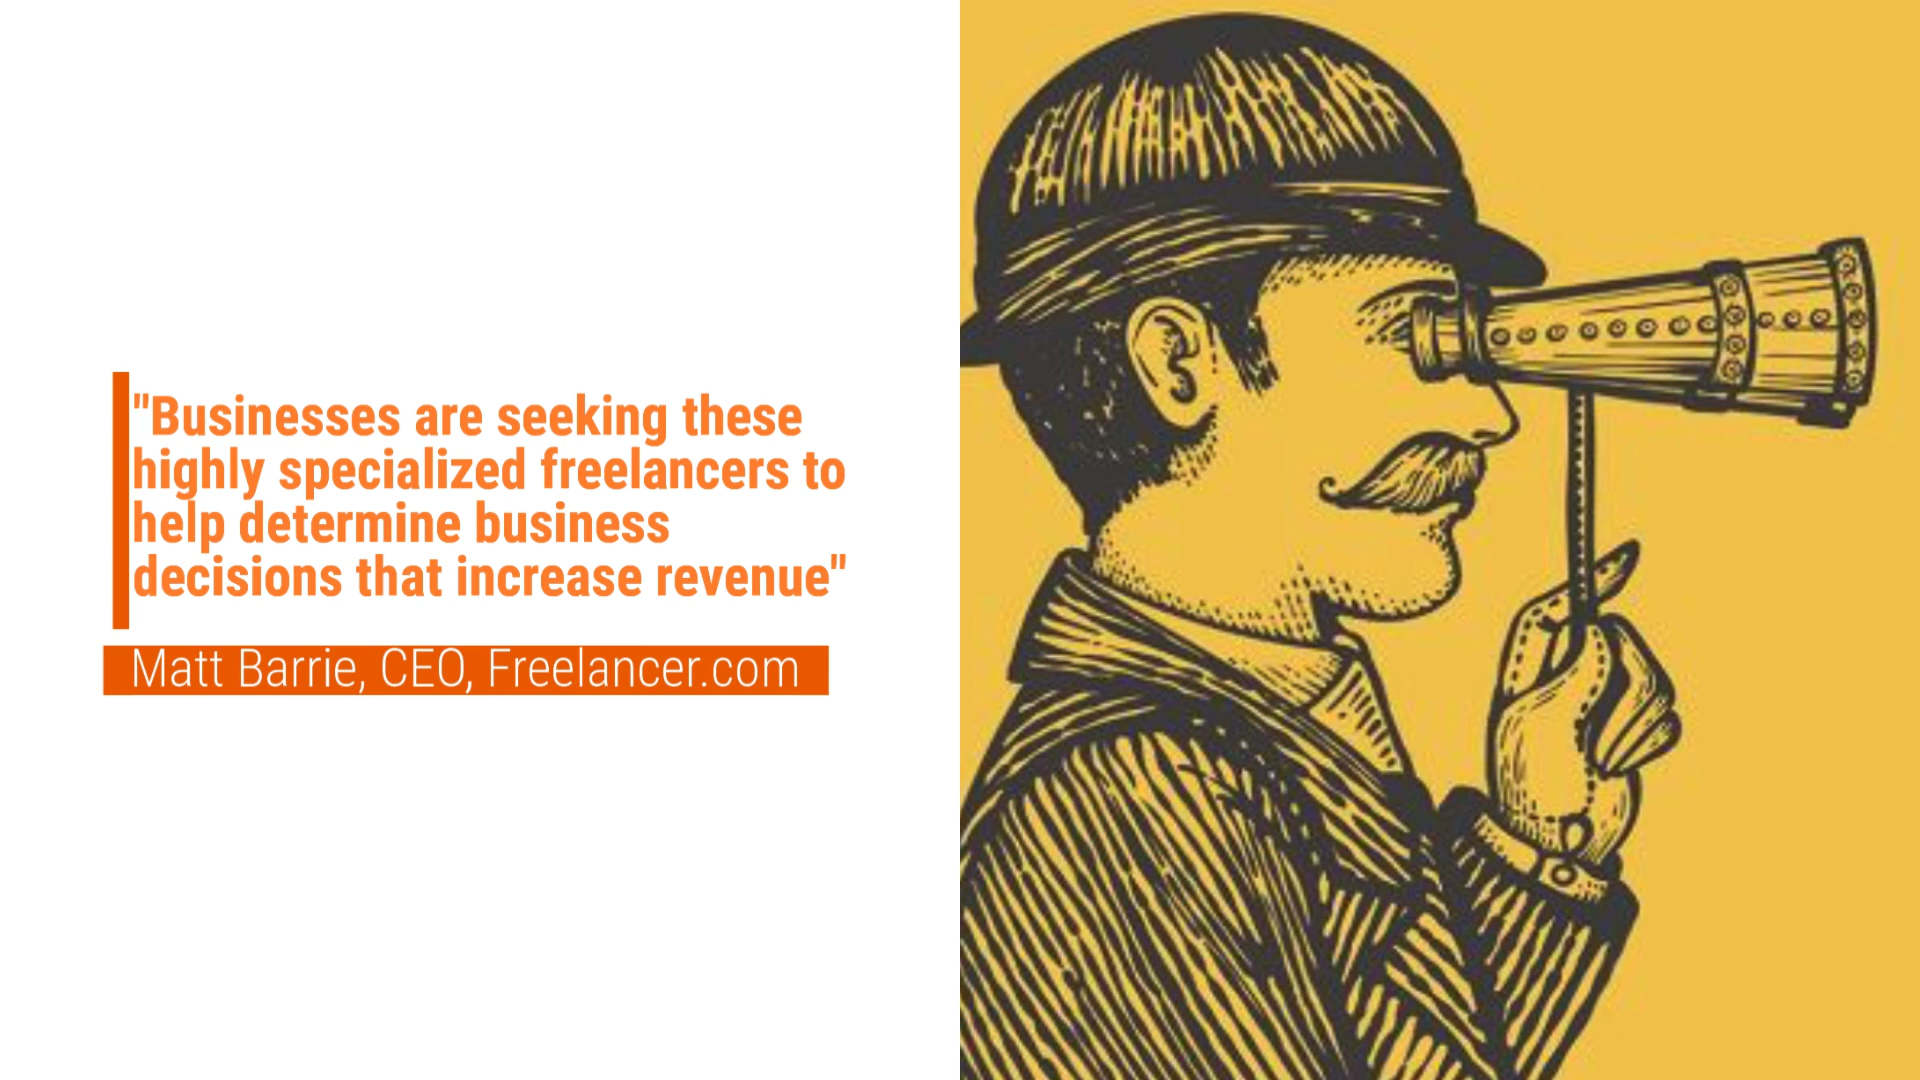 "Businesses are seeking these
highly specialized freelancers to
help determine business
decisions that increase revenue"
Matt Barrie, CEO, Freelancer.com